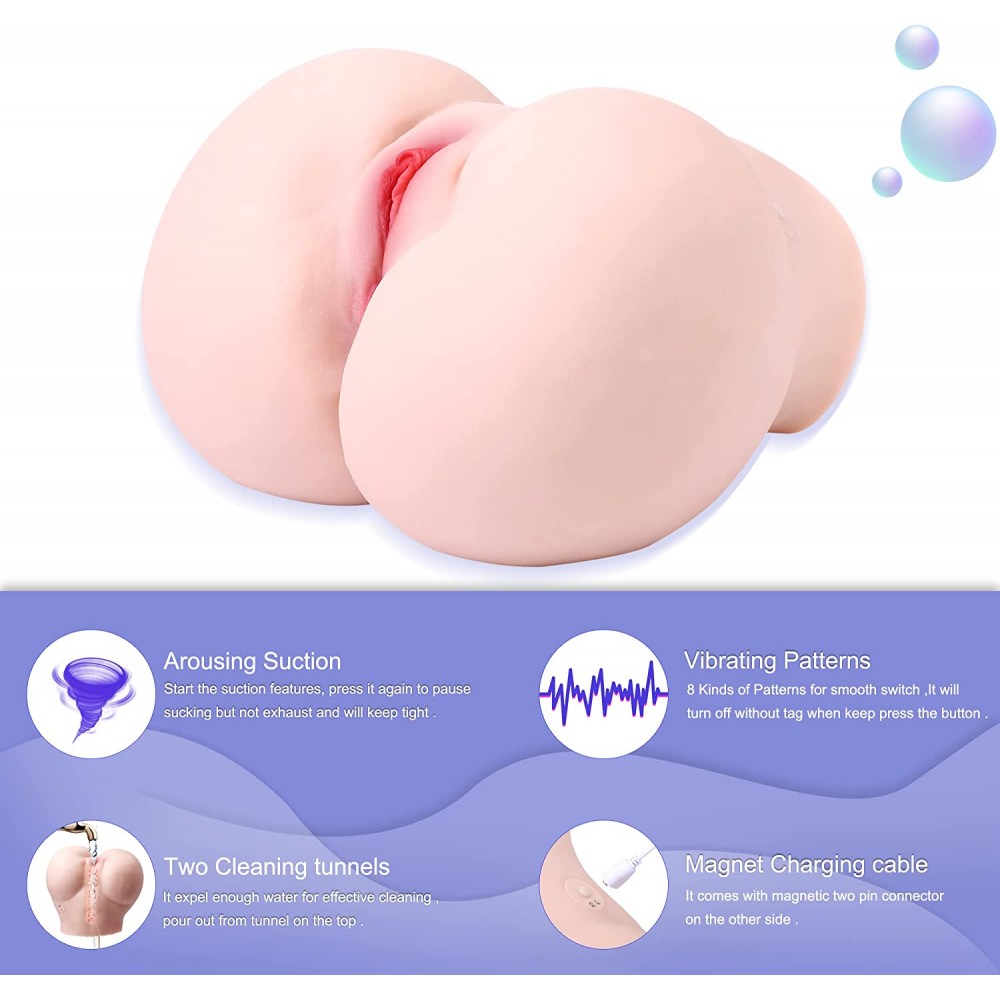 Arousing Suction
Start the suction features, press it again to pause
sucking but not exhaust and will keep tight .
Vibrating Patterns
8 Kinds of Patterns for smooth switch ,It will
turn off without tag when keep press the button .
Two Cleaning tunnels
It expel enough water for effective cleaning ,
pour out from tunnel on the top .
Magnet Charging cable
It comes with magnetic two pin connector
on the other side .